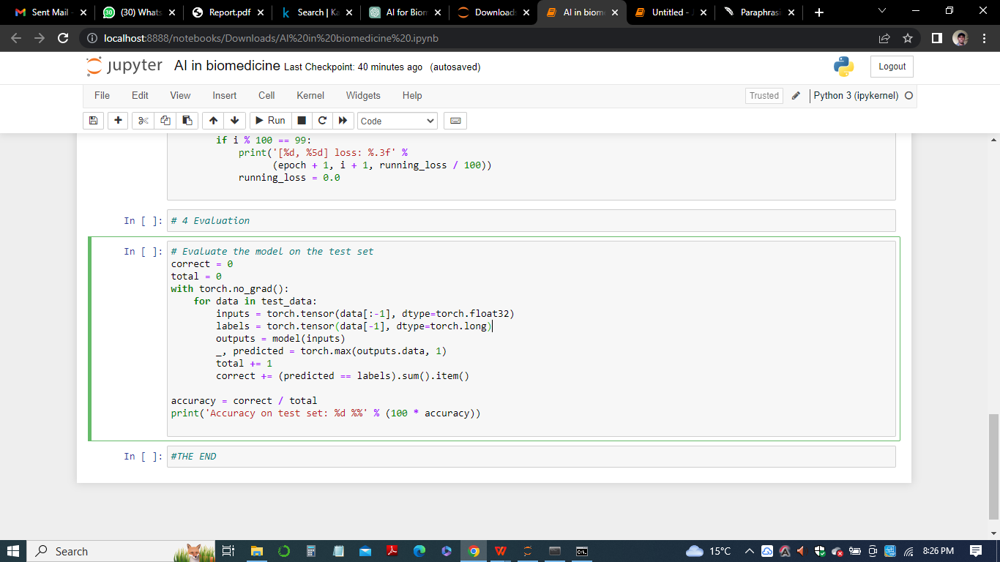 Sent Mail
(30) Whats
Report.pdf
Search | Ka
AI for Biom
Downloads
AI in biome
Untitled -
Paraphrasi
localhost:8888/notebooks/Downloads/AI%20in%20biomedicine%20.ipynb
jupyter AI in biomedicine Last Checkpoint: 40 minutes ago (autosaved)
Logout
File Edit View Insert Cell Kernel Widgets Help
Trusted
Python 3 (ipykernel)
Run
Code
if i % 100 == 99:
print('[%d, %5d] loss: %.3f' %
(epoch + 1, i + 1, running_loss / 100))
running_loss = 0.0
In [ ]: # 4 Evaluation
In [ ]: # Evaluate the model on the test set
correct = 0
total = 0
with torch.no_grad():
for data in test_data:
inputs = torch.tensor(data[:-1], dtype=torch.float32)
labels = torch.tensor(data[-1], dtype=torch.long)
outputs = model(inputs)
_, predicted = torch.max(outputs.data, 1)
total += 1
correct += (predicted == labels).sum().item()
accuracy = correct / total
print('Accuracy on test set: %d %%' % (100 * accuracy))
In [ ]: #THE END
Search
15°C
8:26 PM